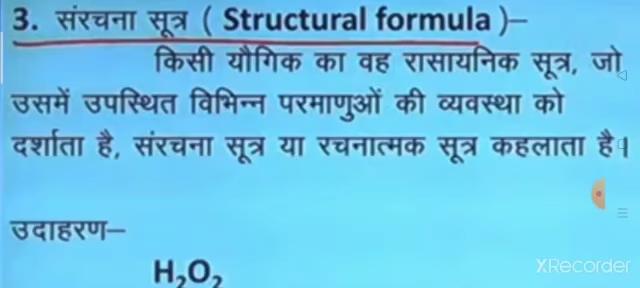 3. संरचना सूत्र ( Structural formula )–
किसी यौगिक का वह रासायनिक सूत्र, जो
उसमें उपस्थित विभिन्न परमाणुओं की व्यवस्था को
दर्शाता है, संरचना सूत्र या रचनात्मक सूत्र कहलाता है।
उदाहरण–
H₂O₂
XRecorder